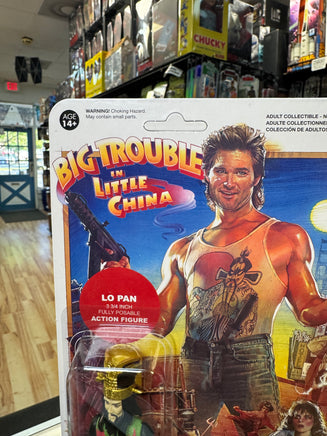 CHUCKY
AGE
14+
WARNING! Choking Hazard.
May contain small parts.
ADULT COLLECTIBLE - N
ADULTE COLLECTIONNE
COLECCIÓN DE ADULTOS
BIG TROUBLE
IN
LITTLE
CHINA
LO PAN
3 3/4 INCH
FULLY POSABLE
ACTION FIGURE